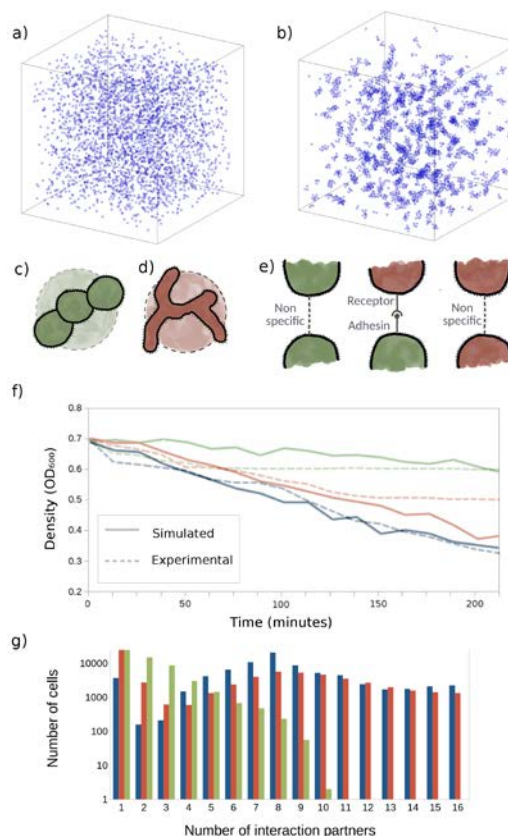 a)
b)
c)
d)
e)
Non
specific
Receptor
Adhesin
Non
specific
f)
0.8
0.7
0.6
0.5
0.4
0.3
0.2
Density (OD₆₀₀)
Simulated
Experimental
0 50 100 150 200
Time (minutes)
g)
10000
1000
100
10
1
Number of cells
1 2 3 4 5 6 7 8 9 10 11 12 13 14 15 16
Number of interaction partners